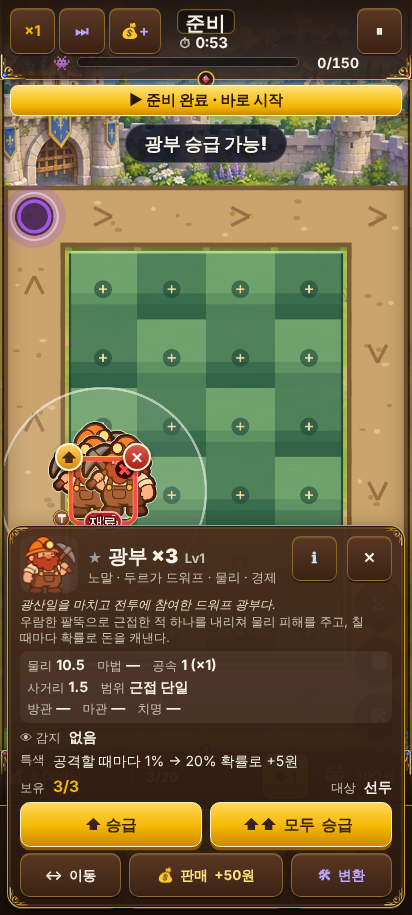 ×1
+
준비
0:53
0/150
▶ 준비 완료 · 바로 시작
광부 승급 가능!
T
재료
★ 광부 ×3 Lv1
노말 · 두르가 드워프 · 물리 · 경제
광산일을 마치고 전투에 참여한 드워프 광부다.
우람한 팔뚝으로 근접한 적 하나를 내리쳐 물리 피해를 주고, 칠
때마다 확률로 돈을 캐낸다.
물리 10.5 마법 — 공속 1 (×1)
사거리 1.5 범위 근접 단일
방관 — 마관 — 치명 —
감지 없음
특색 공격할 때마다 1% → 20% 확률로 +5원
보유 3/3 대상 선두
승급 모두 승급
↔ 이동 판매 +50원 변환